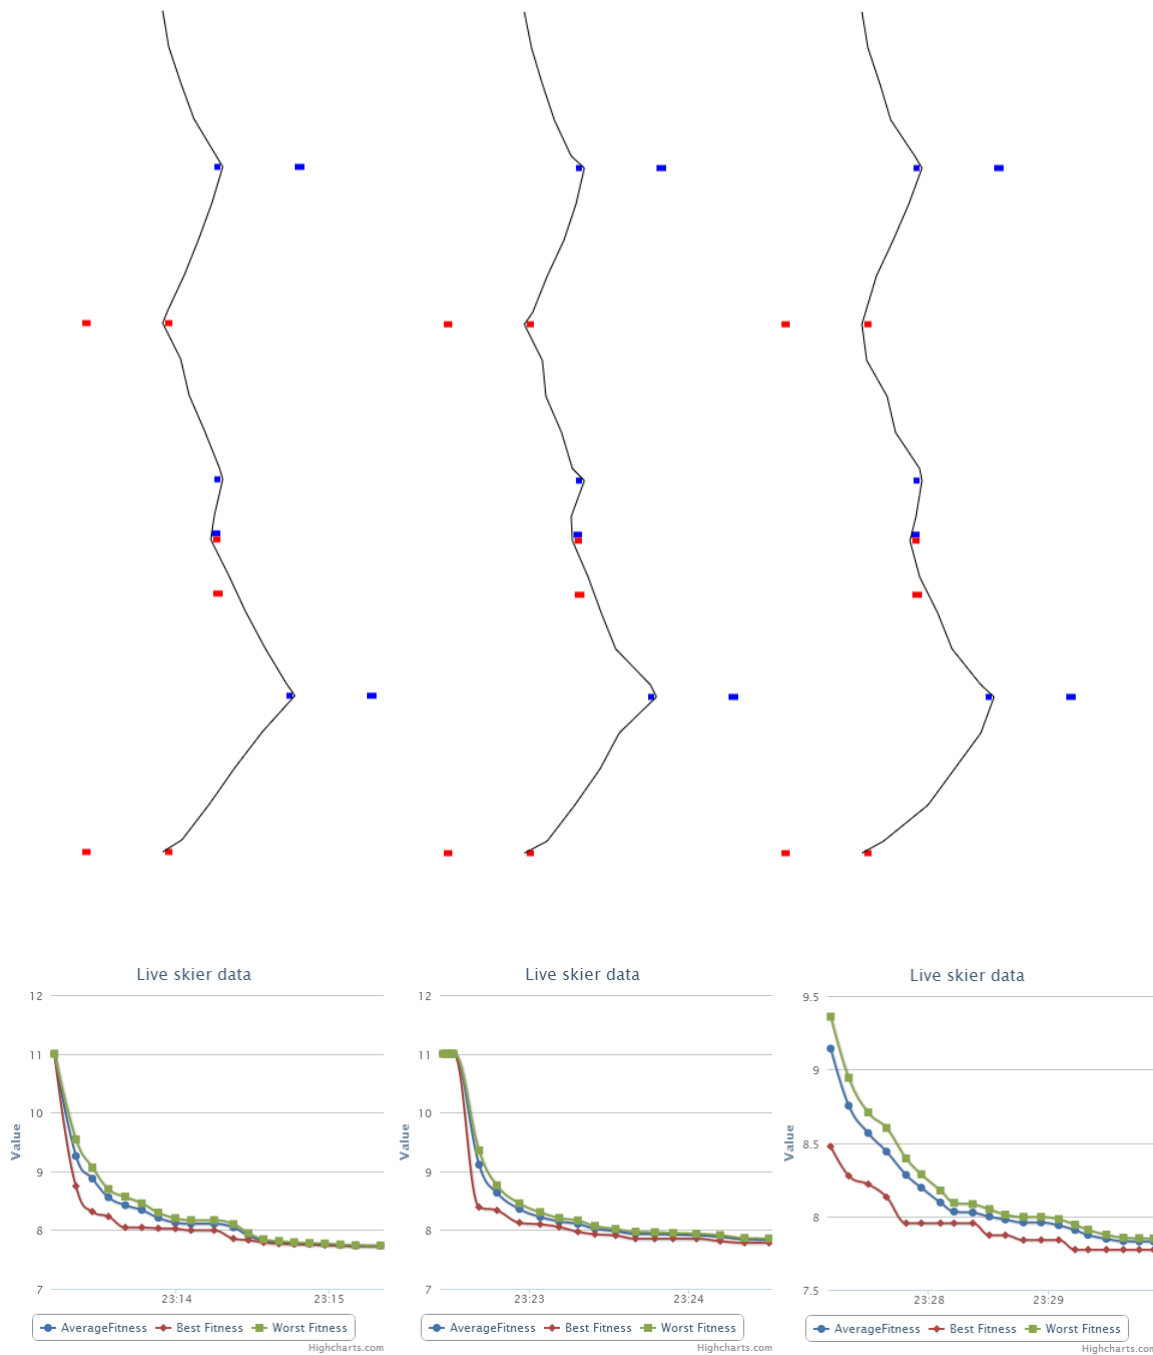 Live skier data
12
11
10
9
8
7
Value
23:14
23:15
AverageFitness
Best Fitness
Worst Fitness
Highcharts.com
Live skier data
12
11
10
9
8
7
Value
23:23
23:24
AverageFitness
Best Fitness
Worst Fitness
Highcharts.com
Live skier data
9.5
9
8.5
8
7.5
Value
23:28
23:29
AverageFitness
Best Fitness
Worst Fitness
Highcharts.com